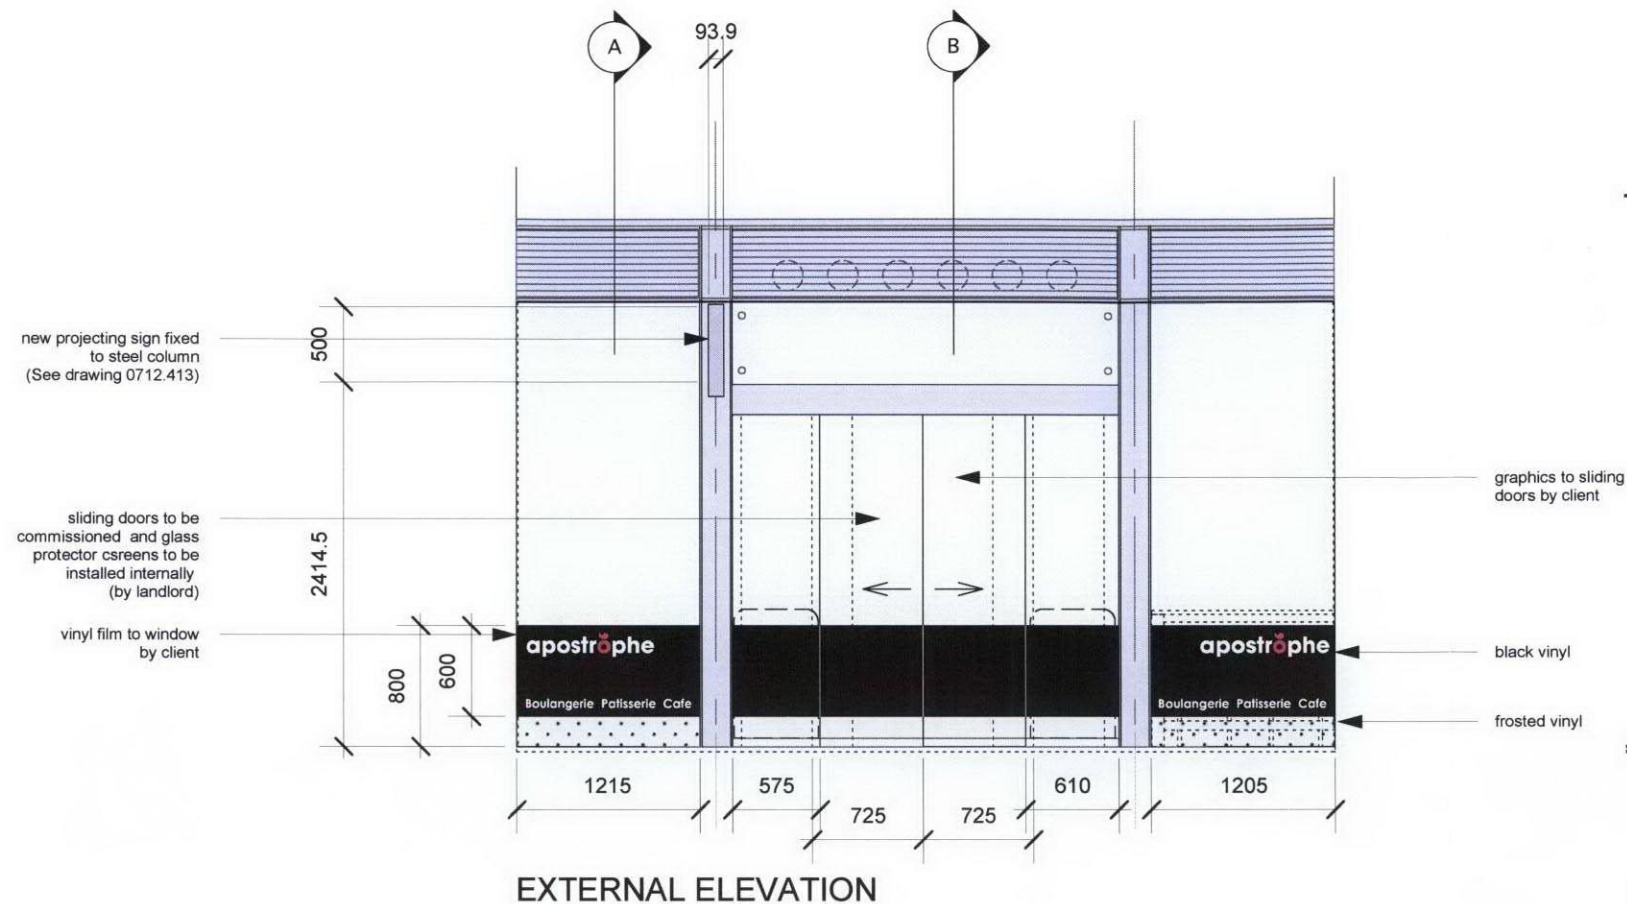 A
93.9
B
new projecting sign fixed
to steel column
(See drawing 0712.413)
500
2414.5
sliding doors to be
commissioned and glass
protector csreens to be
installed internally
(by landlord)
graphics to sliding
doors by client
vinyl film to window
by client
800
600
apostrophe
Boulangerie Patisserie Cafe
apostrophe
Boulangerie Patisserie Cafe
black vinyl
frosted vinyl
1215
575
725
725
610
1205
EXTERNAL ELEVATION